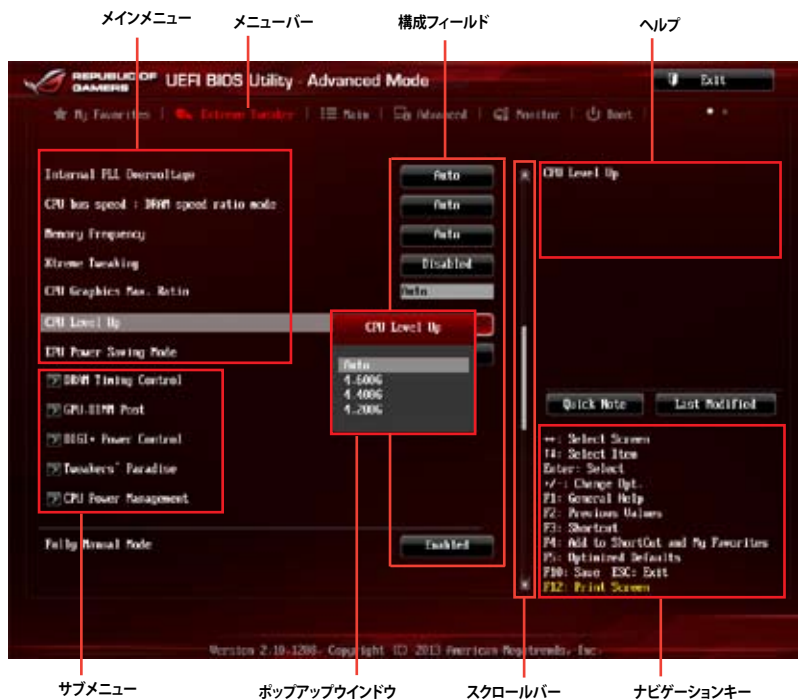 メインメニュー
メニューバー
構成フィールド
ヘルプ
REPUBLIC OF GAMERS
UEFI BIOS Utility - Advanced Mode
Exit
My Favorites
Extreme Tweaker
Main
Advanced
Monitor
Boot
Internal PLL Overvoltage
Auto
CPU Level Up
CPU bus speed : DRAM speed ratio mode
Auto
Memory Frequency
Auto
Xtreme Tweaking
Disabled
CPU Graphics Max. Ratio
Auto
CPU Level Up
CPU Level Up
EPU Power Saving Mode
Auto
4.600G
4.400G
4.200G
DRAM Timing Control
GPU.DIMM Post
DIGI+ Power Control
Tweakers' Paradise
CPU Power Management
Fully Manual Mode
Enabled
Quick Note
Last Modified
↔: Select Screen
↑↓: Select Item
Enter: Select
+/-: Change Opt.
F1: General Help
F2: Previous Values
F3: Shortcut
F4: Add to ShortCut and My Favorites
F5: Optimized Defaults
F10: Save ESC: Exit
F12: Print Screen
Version 2.10.1208. Copyright (C) 2013 American Megatrends, Inc.
サブメニュー
ポップアップウインドウ
スクロールバー
ナビゲーションキー